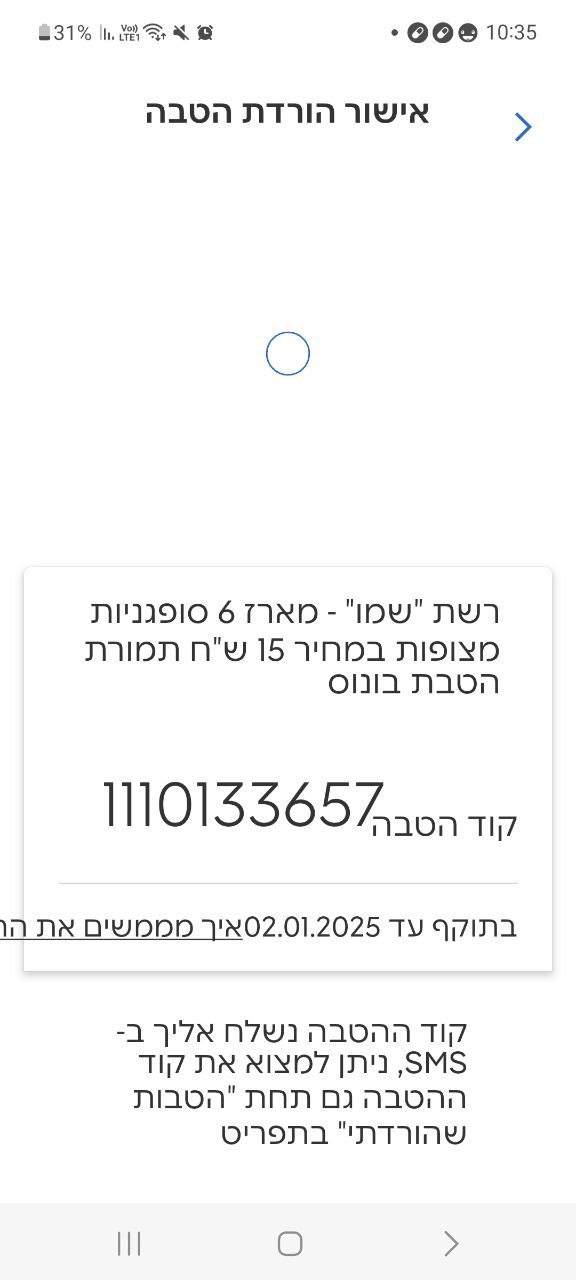 31% Vo)) LTE1 10:35
אישור הורדת הטבה
רשת "שמו" - מארז 6 סופגניות
מצופות במחיר 15 ש"ח תמורת
הטבת בונוס
קוד הטבה 1110133657
בתוקף עד 02.01.2025 איך מממשים את הה
קוד ההטבה נשלח אליך ב-
SMS, ניתן למצוא את קוד
ההטבה גם תחת "הטבות
שהורדתי" בתפריט